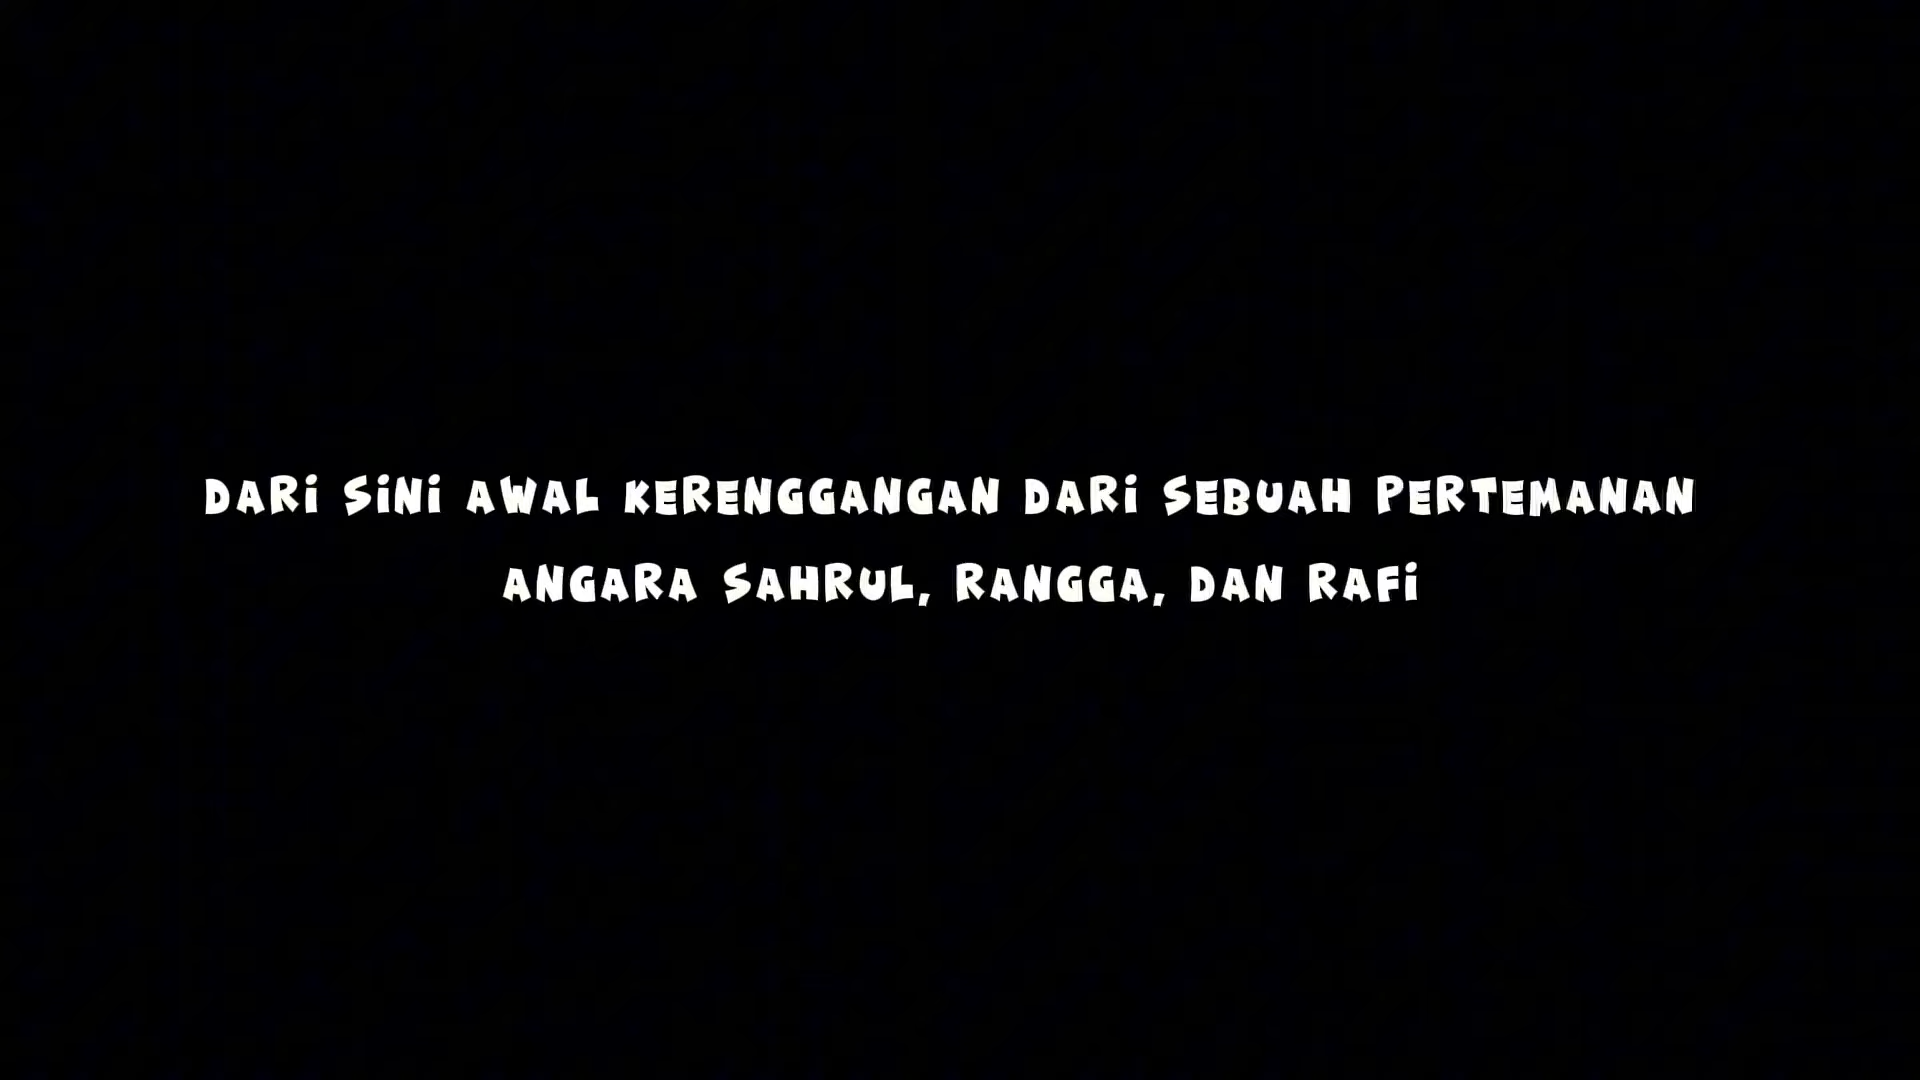 DARI SINI AWAL KERENGGANGAN DARI SEBUAH PERTEMANAN
ANGARA SAHRUL, RANGGA, DAN RAFI